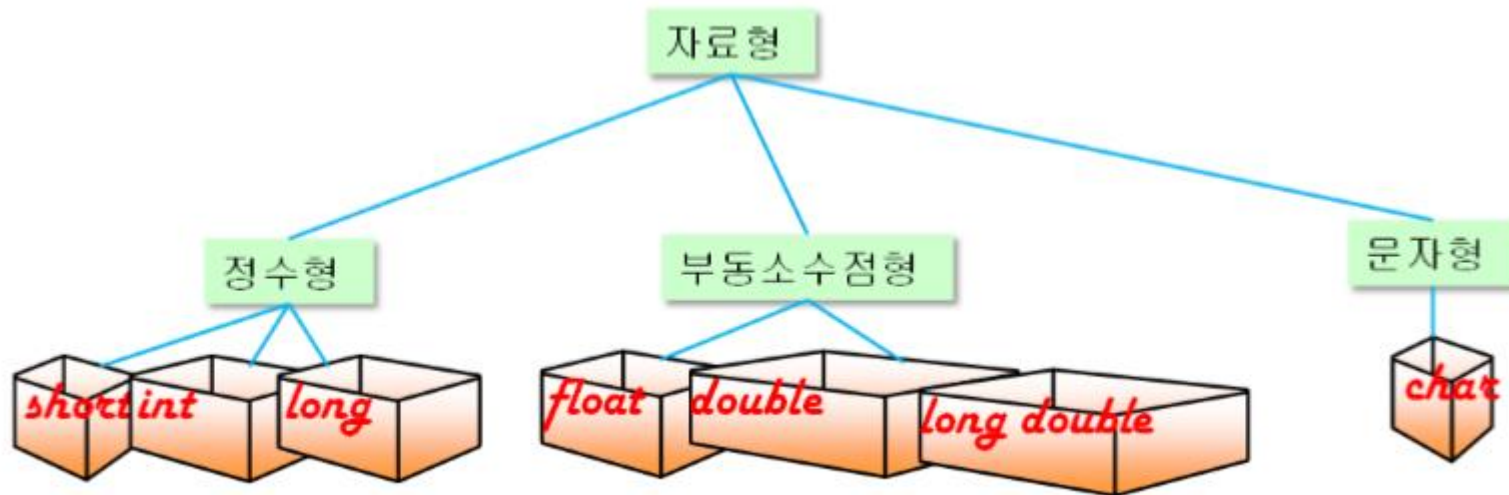 자료형
정수형
부동소수점형
문자형
short
int
long
float
double
long double
char